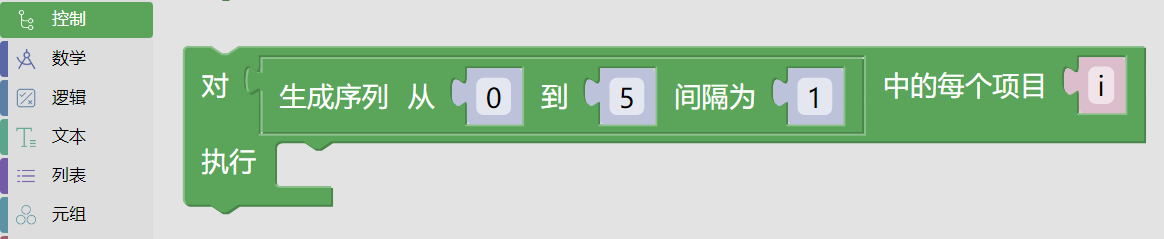 控制
数学
逻辑
文本
列表
元组
对 生成序列 从 0 到 5 间隔为 1 中的每个项目 i
执行